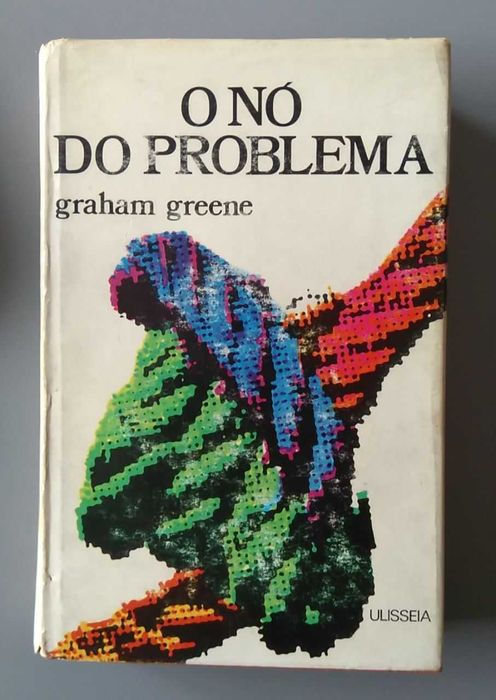 O NÓ
DO PROBLEMA
graham greene
ULISSEIA